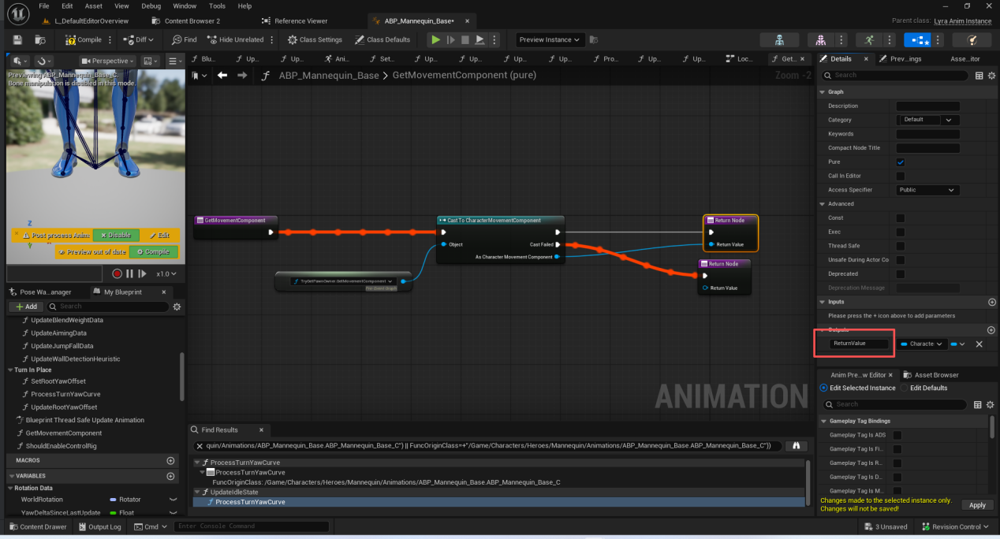 File Edit Asset View Debug Window Tools Help
L_DefaultEditorOverview Content Browser 2 Reference Viewer ABP_Mannequin_Base* Parent class: Lyra Anim Instance
Compile Diff Find Hide Unrelated Class Settings Class Defaults Preview Instance
Perspective Blu... Up... Up... Ani... Set... Up... Up... Up... Up... Pro... Up... Up... Loc... Get... Details Prev...ings Asse...itor
Previewing ABP_Mannequin_Base_C.
Bone manipulation is disabled in this mode.
ABP_Mannequin_Base > GetMovementComponent (pure) Zoom -2
Search
Graph
Description
Category Default
Keywords
Compact Node Title
Pure
Call In Editor
Access Specifier Public
Advanced
Const
Exec
Thread Safe
Unsafe During Actor Co
Deprecated
Deprecation Message
Inputs
Please press the + icon above to add parameters
Outputs
ReturnValue Characte
GetMovementComponent
Cast To CharacterMovementComponent
Object Cast Failed
As Character Movement Component
TryGetPawnOwner.GetMovementComponent
Pre-Event Graph
Return Node
Return Value
Return Node
Return Value
ANIMATION
Z
Y
Post process Anim. Disable Edit
Preview out of date Compile
x1.0
Pose Wa...anager My Blueprint
Add Search
UpdateBlendWeightData
UpdateAimingData
UpdateJumpFallData
UpdateWallDetectionHeuristic
Turn In Place
SetRootYawOffset
ProcessTurnYawCurve
UpdateRootYawOffset
Blueprint Thread Safe Update Animation
GetMovementComponent
ShouldEnableControlRig
MACROS
VARIABLES
Rotation Data
WorldRotation Rotator
YawDeltaSinceLastUpdate Float
Find Results
quin/Animations/ABP_Mannequin_Base.ABP_Mannequin_Base_C") || FuncOriginClass=+"/Game/Characters/Heroes/Mannequin/Animations/ABP_Mannequin_Base.ABP_Mannequin_Base_C"))
ProcessTurnYawCurve
ProcessTurnYawCurve
FuncOriginClass: /Game/Characters/Heroes/Mannequin/Animations/ABP_Mannequin_Base.ABP_Mannequin_Base_C
UpdateIdleState
ProcessTurnYawCurve
Anim Pre...w Editor Asset Browser
Edit Selected Instance Edit Defaults
Search
Gameplay Tag Bindings
Gameplay Tag Is ADS
Gameplay Tag Is Fi...
Gameplay Tag Is R...
Gameplay Tag Is D...
Gameplay Tag Is M...
Changes made to the selected instance only.
Changes will not be saved!
Apply
Content Drawer Output Log Cmd Enter Console Command 3 Unsaved Revision Control